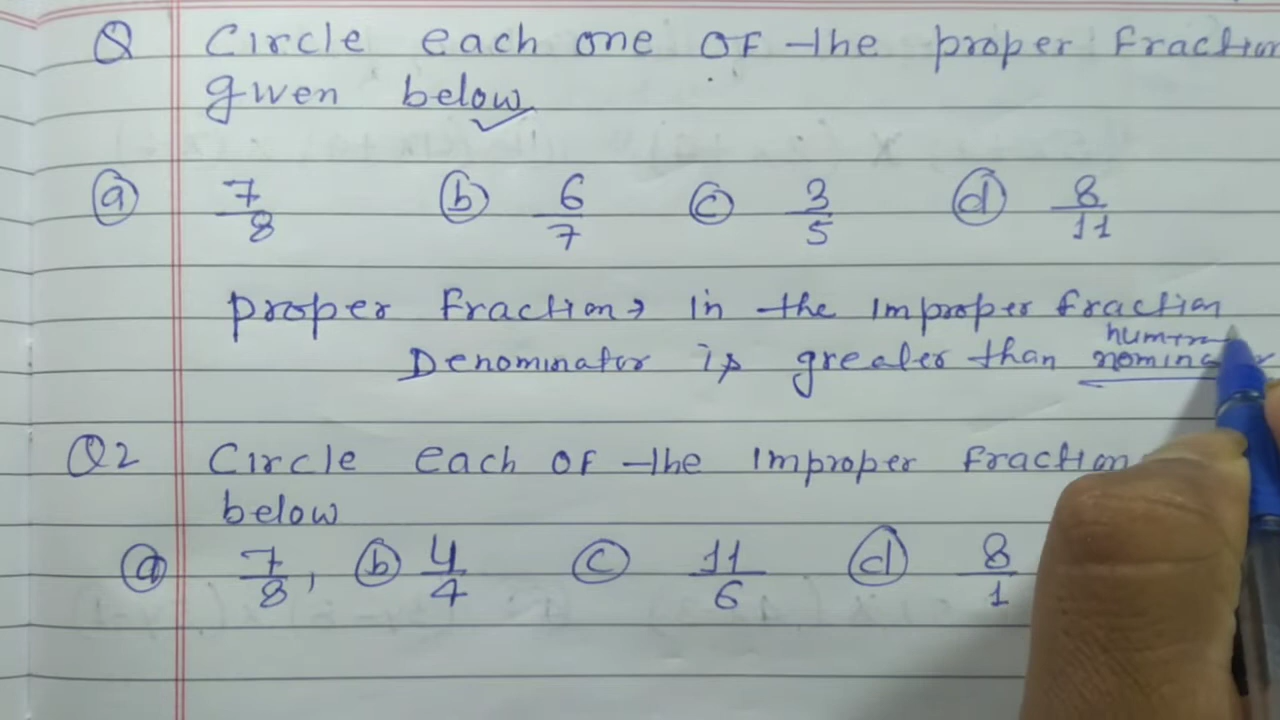 Q Circle each one of the proper fraction
given below
a 7/8 b 6/7 c 3/5 d 8/11
proper fraction → In the Improper fraction
Denominator is greater than
Q2 Circle each of the Improper fraction
below
a 7/8, b 4/4 c 11/6 d 8/1